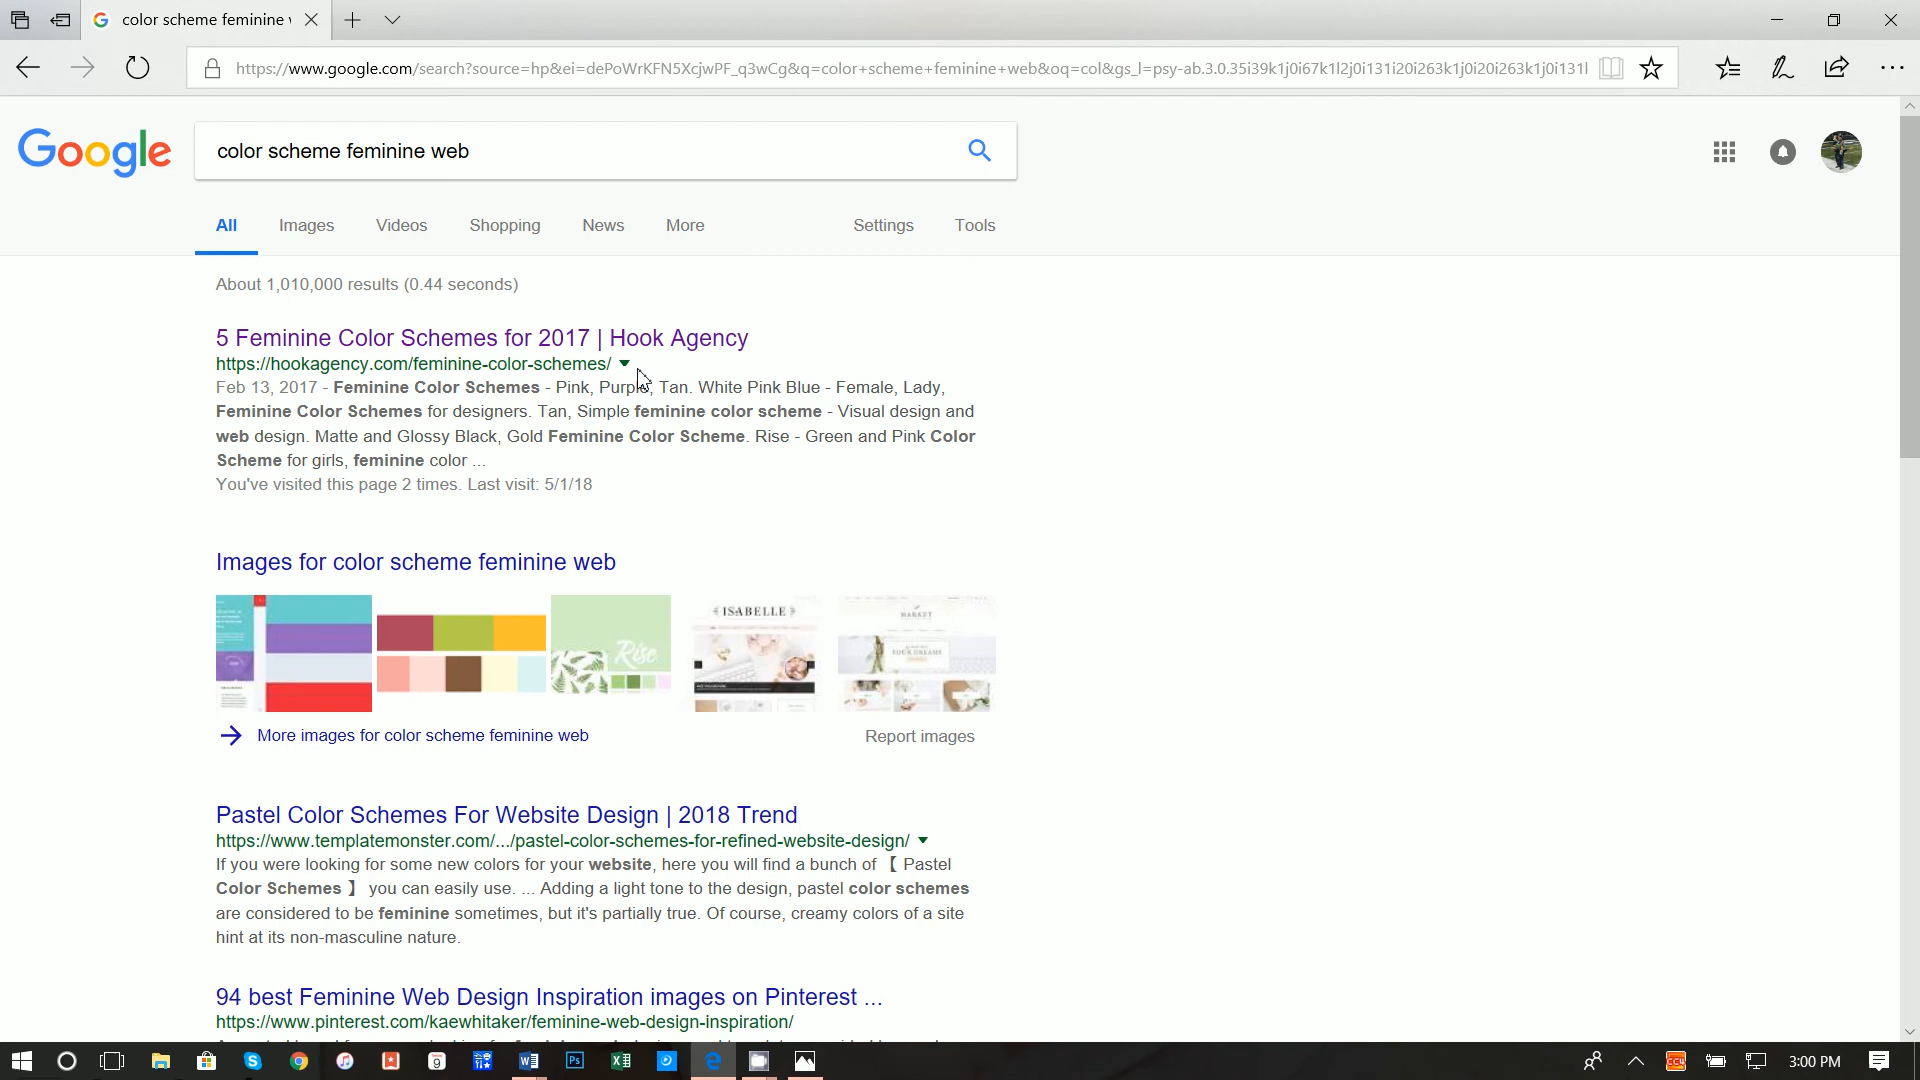 color scheme feminine
https://www.google.com/search?source=hp&ei=dePoWrKFN5XcjwPF_q3wCg&q=color+scheme+feminine+web&oq=col&gs_l=psy-ab.3.0.35i39k1j0i67k1l2j0i131i20i263k1j0i20i263k1j0i131l
Google
color scheme feminine web
All Images Videos Shopping News More Settings Tools
About 1,010,000 results (0.44 seconds)
5 Feminine Color Schemes for 2017 | Hook Agency
https://hookagency.com/feminine-color-schemes/
Feb 13, 2017 - Feminine Color Schemes - Pink, Purple, Tan. White Pink Blue - Female, Lady,
Feminine Color Schemes for designers. Tan, Simple feminine color scheme - Visual design and
web design. Matte and Glossy Black, Gold Feminine Color Scheme. Rise - Green and Pink Color
Scheme for girls, feminine color ...
You've visited this page 2 times. Last visit: 5/1/18
Images for color scheme feminine web
ISABELLE
MARKET
Rise
YOUR DREAMS
More images for color scheme feminine web
Report images
Pastel Color Schemes For Website Design | 2018 Trend
https://www.templatemonster.com/.../pastel-color-schemes-for-refined-website-design/
If you were looking for some new colors for your website, here you will find a bunch of 【 Pastel
Color Schemes 】 you can easily use. ... Adding a light tone to the design, pastel color schemes
are considered to be feminine sometimes, but it's partially true. Of course, creamy colors of a site
hint at its non-masculine nature.
94 best Feminine Web Design Inspiration images on Pinterest ...
https://www.pinterest.com/kaewhitaker/feminine-web-design-inspiration/
3:00 PM